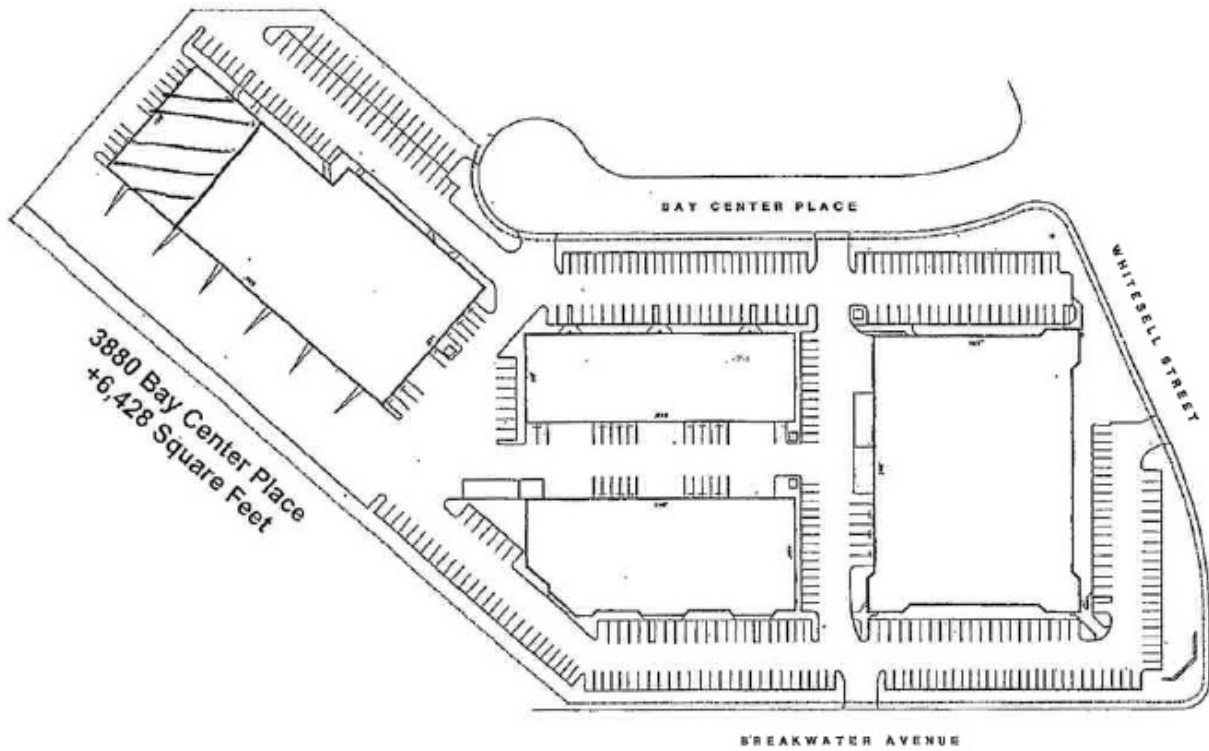 BAY CENTER PLACE
WHITESELL STREET
3880 Bay Center Place
+6,428 Square Feet
BREAKWATER AVENUE